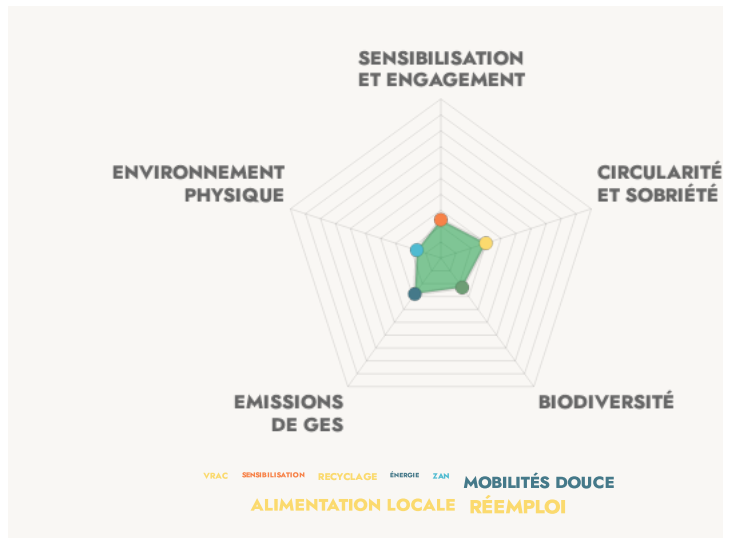 SENSIBILISATION
ET ENGAGEMENT
ENVIRONNEMENT
PHYSIQUE
CIRCULARITÉ
ET SOBRIÉTÉ
EMISSIONS
DE GES
BIODIVERSITÉ
VRAC SENSIBILISATION RECYCLAGE ÉNERGIE ZAN MOBILITÉS DOUCE
ALIMENTATION LOCALE RÉEMPLOI